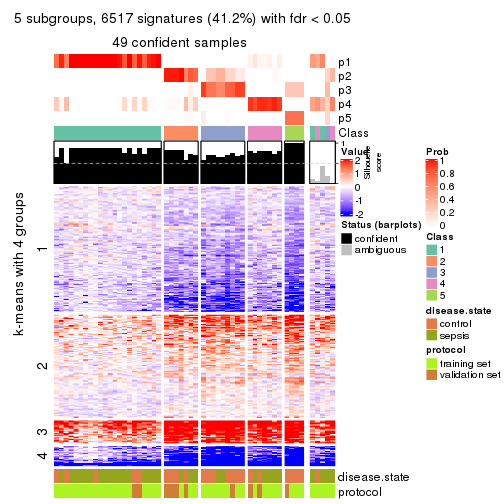 5 subgroups, 6517 signatures (41.2%) with fdr < 0.05
49 confident samples
p1
p2
p3
p4
p5
Class
1
Silhouette
score
k-means with 4 groups
1
2
3
4
disease.state
protocol
Value
2
1
0
-1
-2
Status (barplots)
confident
ambiguous
Prob
1
0.8
0.6
0.4
0.2
0
Class
1
2
3
4
5
disease.state
control
sepsis
protocol
training set
validation set